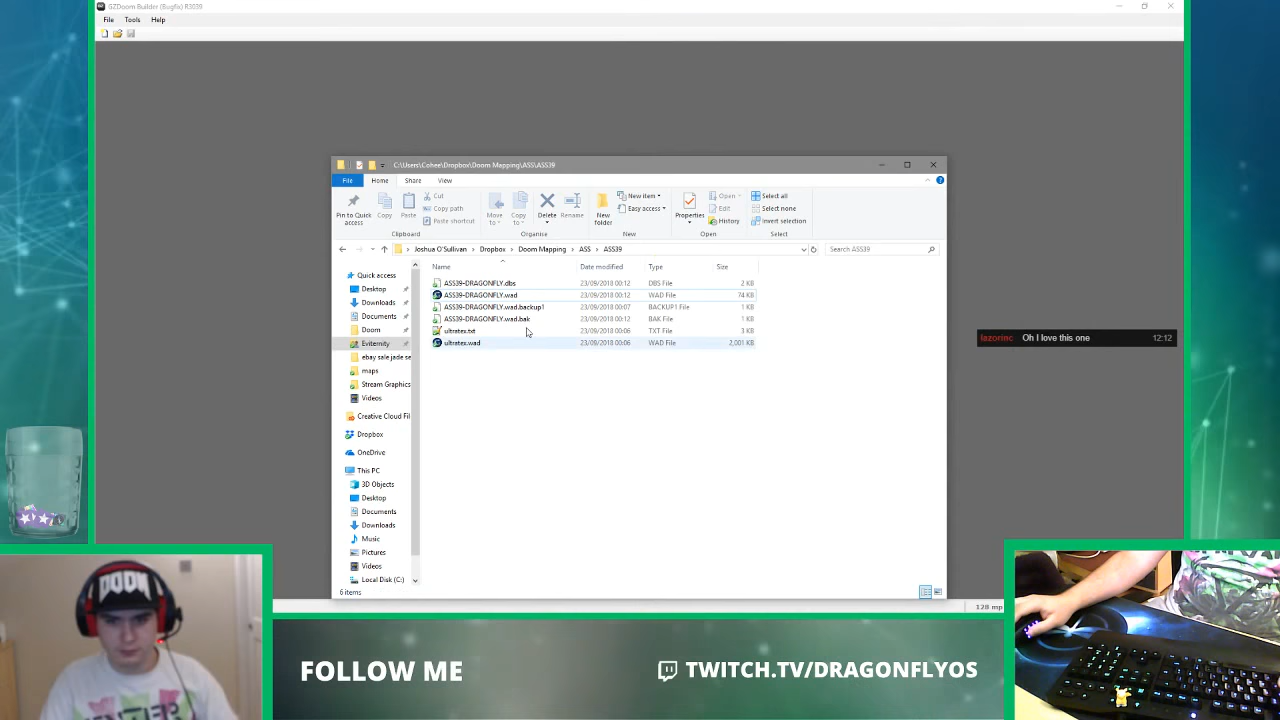 GZDoom Builder (Bugfix) R3039
File Tools Help
C:\Users\Cohee\Dropbox\Doom Mapping\ASS\ASS39
File Home Share View
Pin to Quick access
Copy
Paste
Cut
Copy path
Paste shortcut
Clipboard
Move to
Copy to
Delete
Rename
Organise
New folder
New item
Easy access
New
Properties
Open
Edit
History
Open
Select all
Select none
Invert selection
Select
Joshua O'Sullivan > Dropbox > Doom Mapping > ASS > ASS39
Search ASS39
Name Date modified Type Size
ASS39-DRAGONFLY.dbs 23/09/2018 00:12 DBS File 2 KB
ASS39-DRAGONFLY.wad 23/09/2018 00:12 WAD File 74 KB
ASS39-DRAGONFLY.wad.backup1 23/09/2018 00:07 BACKUP1 File 1 KB
ASS39-DRAGONFLY.wad.bak 23/09/2018 00:12 BAK File 1 KB
ultratex.txt 23/09/2018 00:06 TXT File 3 KB
ultratex.wad 23/09/2018 00:06 WAD File 2,001 KB
Quick access
Desktop
Downloads
Documents
Doom
Eviternity
ebay sale jade se
maps
Stream Graphics
Videos
Creative Cloud Fil
Dropbox
OneDrive
This PC
3D Objects
Desktop
Documents
Downloads
Music
Pictures
Videos
Local Disk (C:)
6 items
128 mp
lazorinc Oh I love this one 12:12
DOOM
FOLLOW ME
TWITCH.TV/DRAGONFLYOS